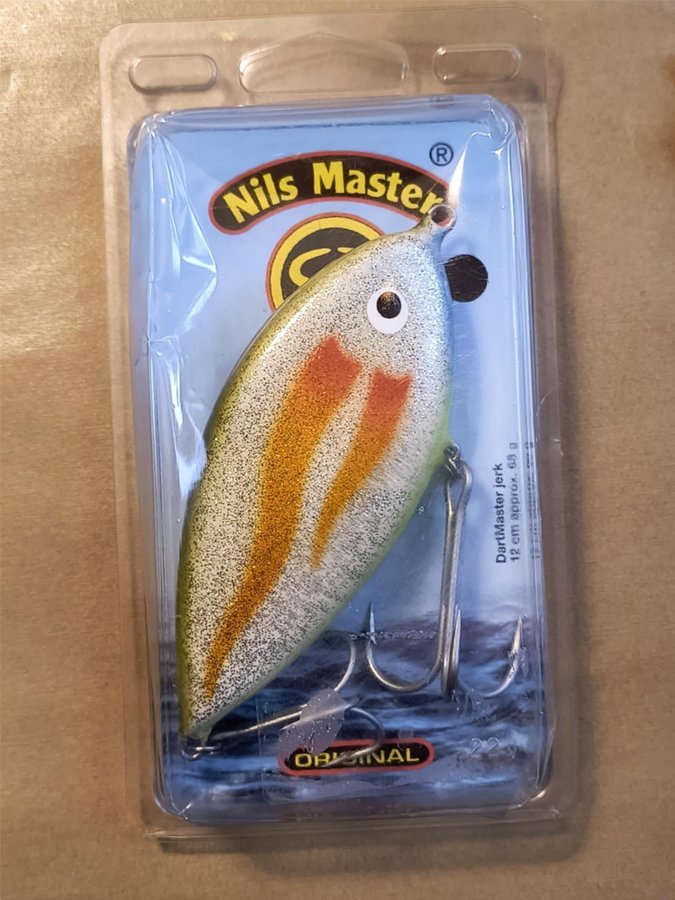 ®
Nils Master
DartMaster jerk
12 cm approx. 68 g
ORIGINAL